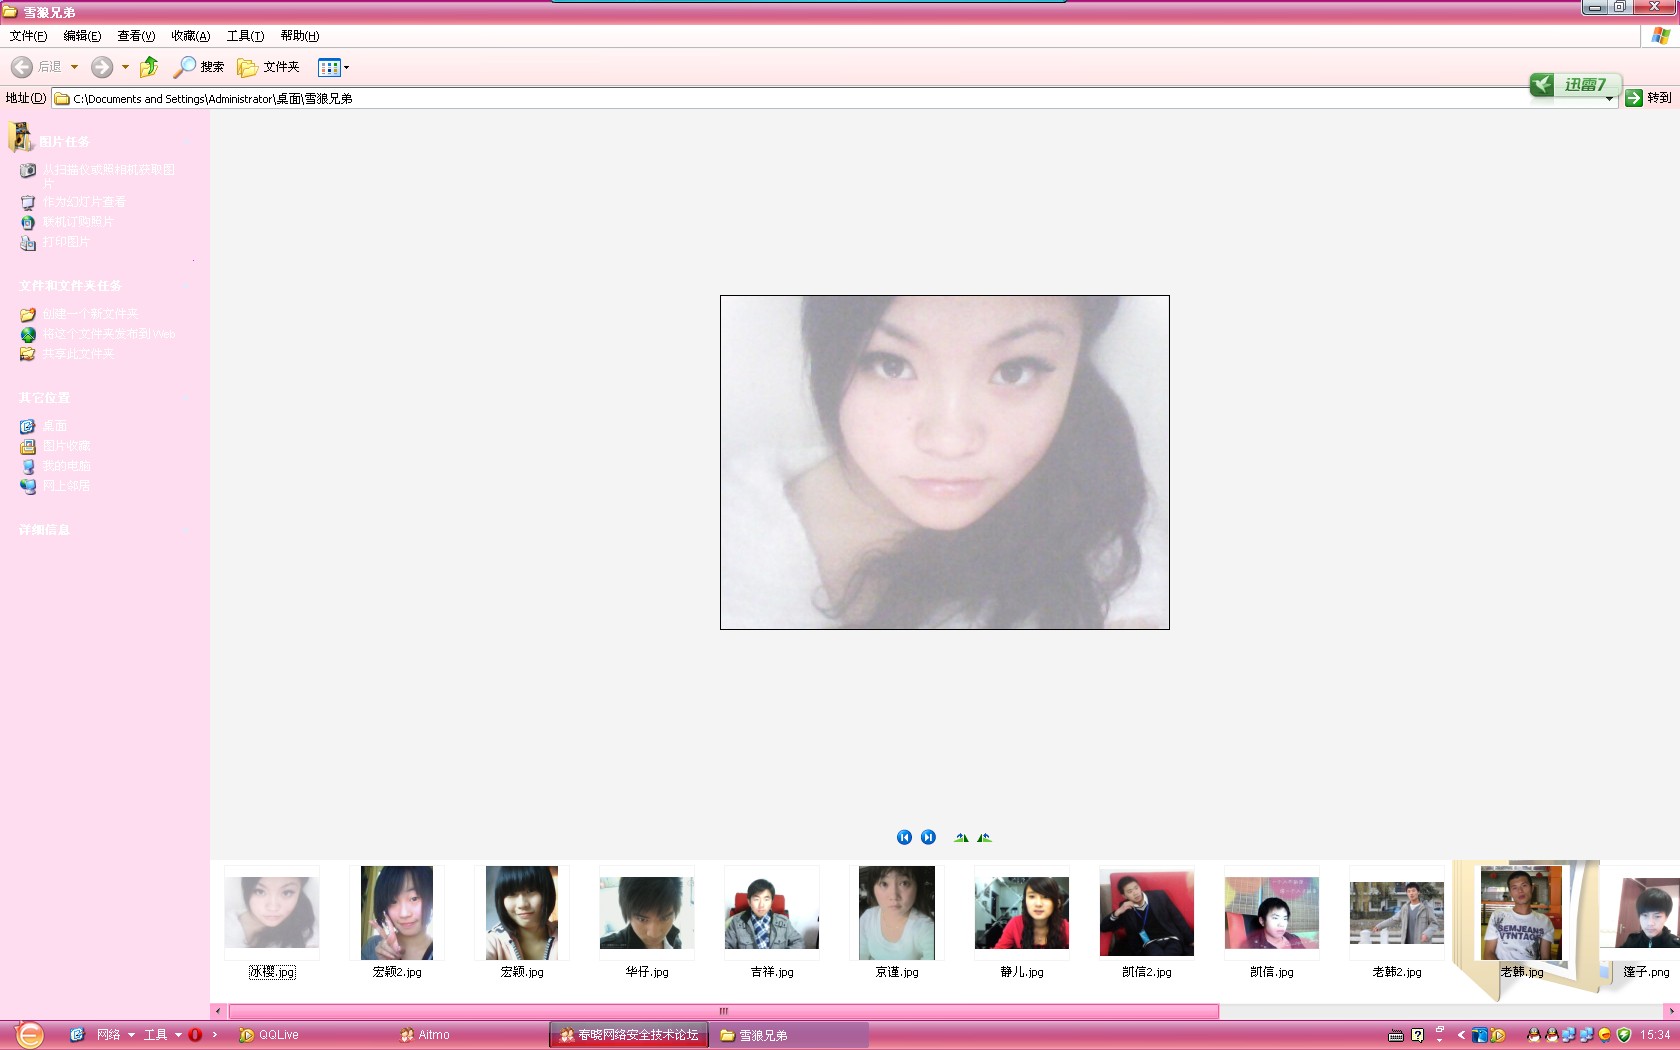 雪狼兄弟
文件(F) 编辑(E) 查看(V) 收藏(A) 工具(T) 帮助(H)
后退 搜索 文件夹
迅雷7
地址(D) C:\Documents and Settings\Administrator\桌面\雪狼兄弟 转到
图片任务
从扫描仪或照相机获取图
片
作为幻灯片查看
联机订购照片
打印图片
文件和文件夹任务
创建一个新文件夹
将这个文件夹发布到 Web
共享此文件夹
其它位置
桌面
图片收藏
我的电脑
网上邻居
详细信息
SEMJEANS
冰樱.jpg 宏颖2.jpg 宏颖.jpg 华仔.jpg 吉祥.jpg 京谨.jpg 静儿.jpg 凯信2.jpg 凯信.jpg 老韩2.jpg 老韩.jpg 篷子.png
网络 工具 QQLive Aitmo 春晓网络安全技术论坛 雪狼兄弟 15:34